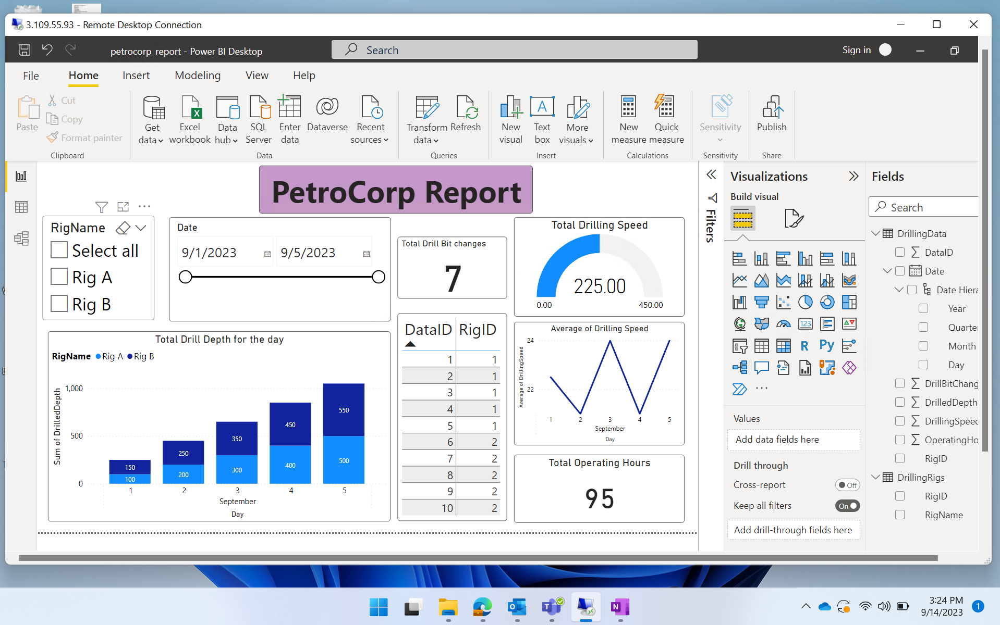 3.109.55.93 - Remote Desktop Connection
petrocorp_report - Power BI Desktop
Search
Sign in
File
Home
Insert
Modeling
View
Help
Paste
Cut
Copy
Format painter
Clipboard
Get data
Excel workbook
Data hub
SQL Server
Enter data
Dataverse
Recent sources
Data
Transform data
Refresh
Queries
New visual
Text box
More visuals
Insert
New measure
Quick measure
Calculations
Sensitivity
Sensitivity
Publish
Share
PetroCorp Report
RigName
Select all
Rig A
Rig B
Date
9/1/2023
9/5/2023
Total Drill Bit changes
7
Total Drilling Speed
225.00
0.00
450.00
Total Drill Depth for the day
RigName Rig A Rig B
Sum of DrilledDepth
1,000
500
0
150
100
250
200
350
300
450
400
550
500
1 2 3 4 5
September
Day
DataID RigID
1 1
2 1
3 1
4 1
5 1
6 2
7 2
8 2
9 2
10 2
Average of Drilling Speed
Average of DrillingSpeed
24
22
1 2 3 4 5
September
Day
Total Operating Hours
95
Filters
Visualizations
Build visual
123
R
Py
Values
Add data fields here
Drill through
Cross-report
Off
Keep all filters
On
Add drill-through fields here
Fields
Search
DrillingData
DataID
Date
Date Hiera
Year
Quarte
Month
Day
DrillBitChang
DrilledDepth
DrillingSpeed
OperatingHo
RigID
DrillingRigs
RigID
RigName
3:24 PM
9/14/2023
1